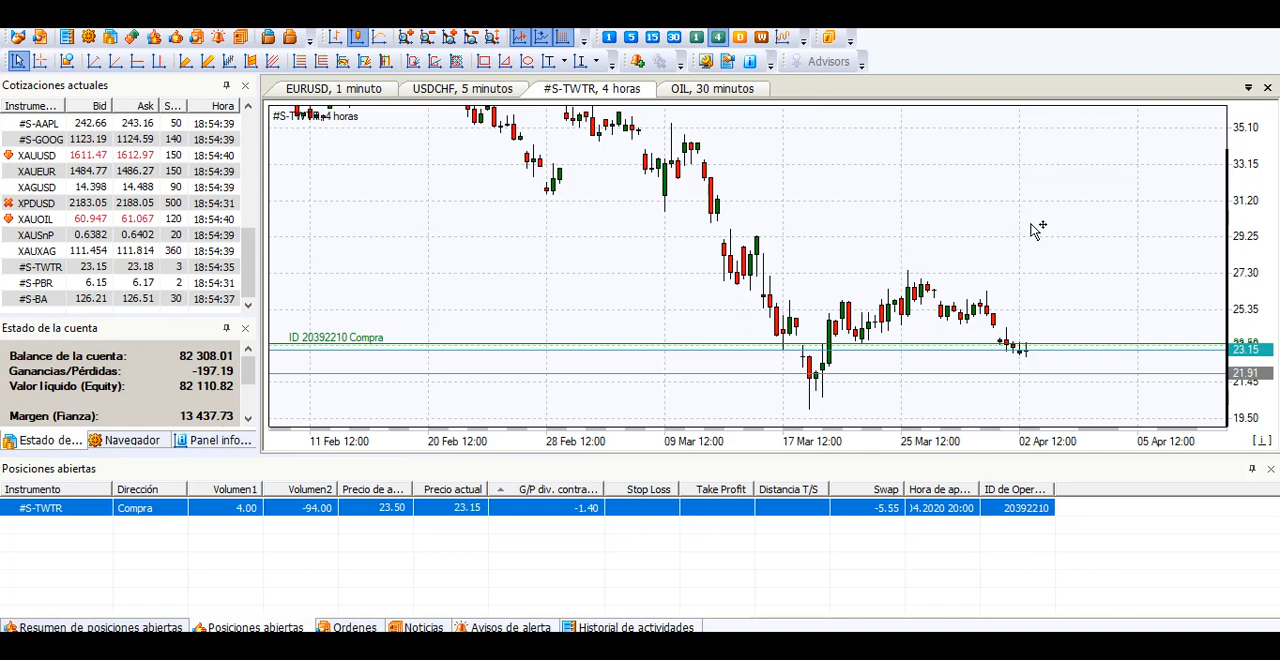 1 5 15 30 1 4 D W
Advisors
Cotizaciones actuales
Instrume... Bid Ask S... Hora
#S-AAPL 242.66 243.16 50 18:54:39
#S-GOOG 1123.19 1124.59 140 18:54:39
XAUUSD 1611.47 1612.97 150 18:54:40
XAUEUR 1484.77 1486.27 150 18:54:39
XAGUSD 14.398 14.488 90 18:54:39
XPDUSD 2183.05 2188.05 500 18:54:31
XAUOIL 60.947 61.067 120 18:54:40
XAUSnP 0.6382 0.6402 20 18:54:39
XAUXAG 111.454 111.814 360 18:54:39
#S-TWTR 23.15 23.18 3 18:54:35
#S-PBR 6.15 6.17 2 18:54:31
#S-BA 126.21 126.51 30 18:54:37
Estado de la cuenta
Balance de la cuenta: 82 308.01
Ganancias/Pérdidas: -197.19
Valor líquido (Equity): 82 110.82
Margen (Fianza): 13 437.73
Estado de... Navegador Panel info...
EURUSD, 1 minuto USDCHF, 5 minutos #S-TWTR, 4 horas OIL, 30 minutos
#S-TWTR, 4 horas
35.10
33.15
31.20
29.25
27.30
25.35
ID 20392210 Compra
23.15
21.91
21.45
19.50
11 Feb 12:00 20 Feb 12:00 28 Feb 12:00 09 Mar 12:00 17 Mar 12:00 25 Mar 12:00 02 Apr 12:00 05 Apr 12:00
Posiciones abiertas
Instrumento Dirección Volumen1 Volumen2 Precio de a... Precio actual G/P div. contra... Stop Loss Take Profit Distancia T/S Swap Hora de ap... ID de Oper...
#S-TWTR Compra 4.00 -94.00 23.50 23.15 -1.40 -5.55 04.2020 20:00 20392210
Resumen de posiciones abiertas Posiciones abiertas Ordenes Noticias Avisos de alerta Historial de actividades